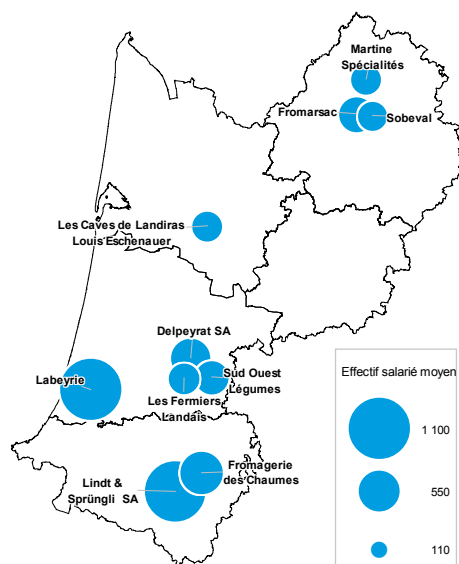 Martine
Spécialités
Fromarsac
Sobeval
Les Caves de Landiras
Louis Eschenauer
Delpeyrat SA
Labeyrie
Sud Ouest
Légumes
Les Fermiers
Landais
Fromagerie
des Chaumes
Lindt &
Sprüngli SA
Effectif salarié moyen
1 100
550
110